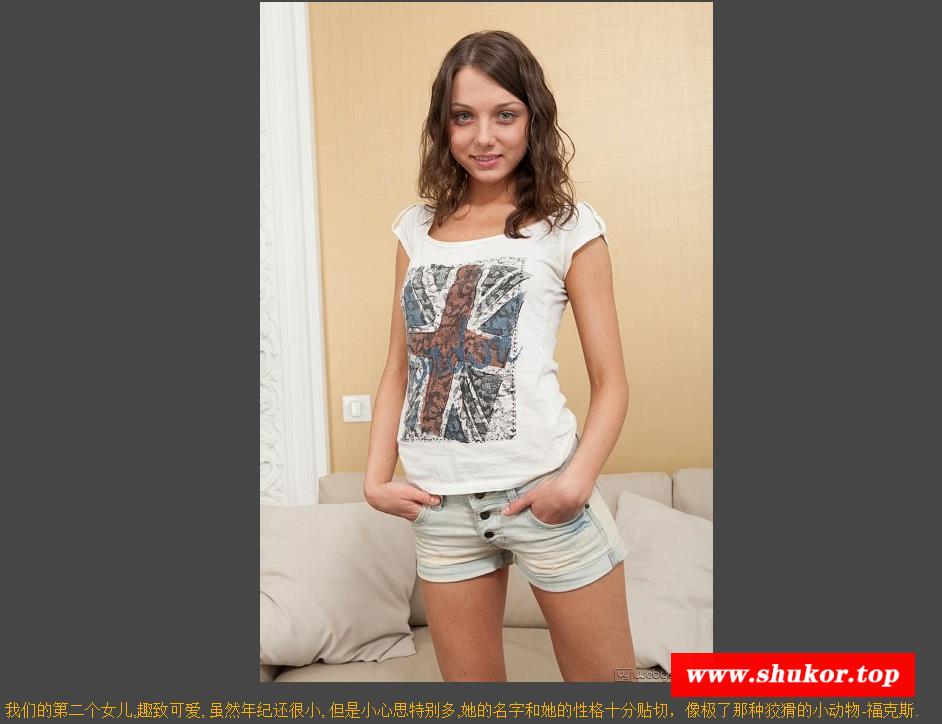 www.shukor.top
我们的第二个女儿,趣致可爱, 虽然年纪还很小, 但是小心思特别多,她的名字和她的性格十分贴切，像极了那种狡猾的小动物-福克斯.